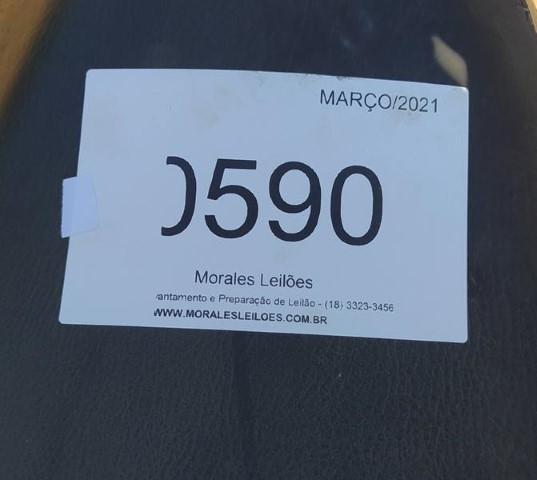 MARÇO/2021
0590
Morales Leilões
antamento e Preparação de Leilão - (18) 3323-3456
WWW.MORALESLEILOES.COM.BR